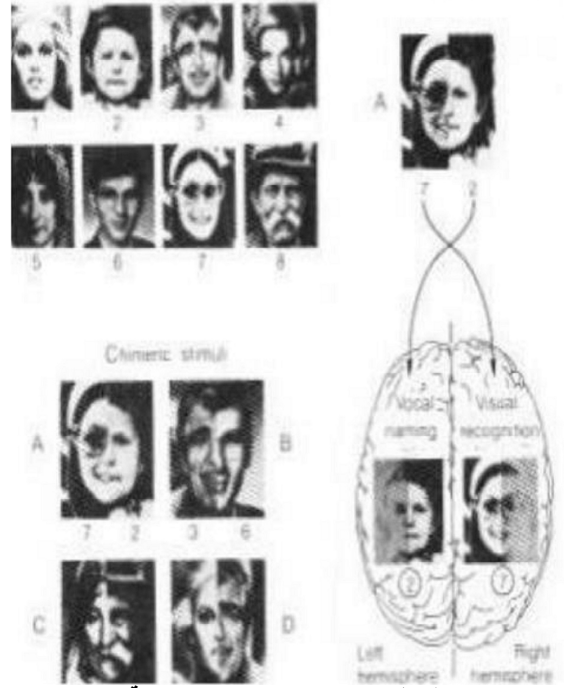 1 2 3 4
5 6 7 8
A
7 2
Chimeric stimuli
A B
7 2 3 6
C D
Vocal Visual
naming recognition
2 7
Left Right
hemisphere hemisphere